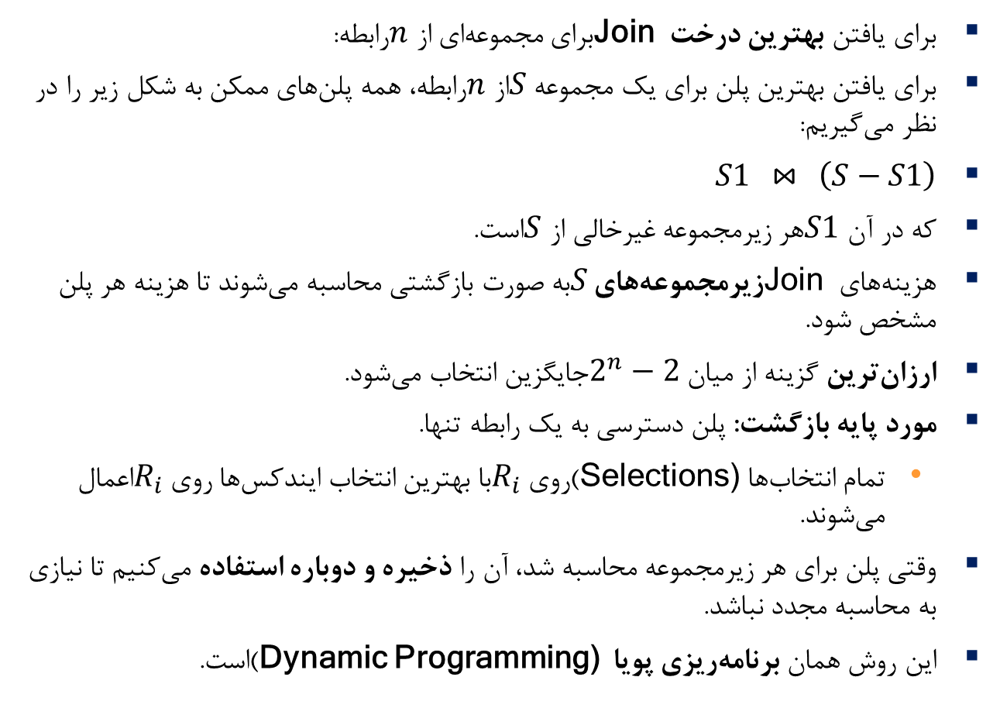 ▪ برای یافتن بهترین درخت Join برای مجموعه‌ای از n رابطه:
▪ برای یافتن بهترین پلن برای یک مجموعه S از n رابطه، همه پلن‌های ممکن به شکل زیر را در
نظر می‌گیریم:
▪ S1 ⋈ (S − S1)
▪ که در آن S1 هر زیرمجموعه غیرخالی از S است.
▪ هزینه‌های Join زیرمجموعه‌های S به صورت بازگشتی محاسبه می‌شوند تا هزینه هر پلن
مشخص شود.
▪ ارزان‌ترین گزینه از میان 2ⁿ − 2 جایگزین انتخاب می‌شود.
▪ مورد پایه بازگشت: پلن دسترسی به یک رابطه تنها.
• تمام انتخاب‌ها (Selections) روی Rᵢ با بهترین انتخاب ایندکس‌ها روی Rᵢ اعمال
می‌شوند.
▪ وقتی پلن برای هر زیرمجموعه محاسبه شد، آن را ذخیره و دوباره استفاده می‌کنیم تا نیازی
به محاسبه مجدد نباشد.
▪ این روش همان برنامه‌ریزی پویا (Dynamic Programming) است.